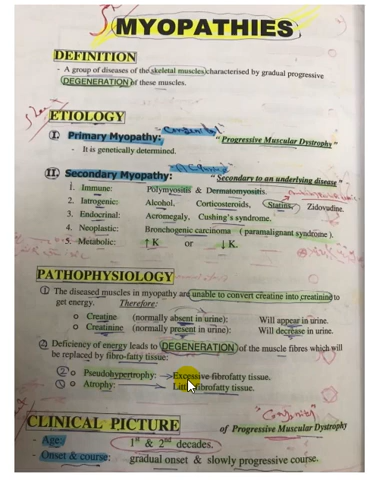 MYOPATHIES
DEFINITION
- A group of diseases of the skeletal muscles characterised by gradual progressive
DEGENERATION of these muscles.
ETIOLOGY
I. Primary Myopathy: " Progressive Muscular Dystrophy "
- It is genetically determined.
II. Secondary Myopathy: " Secondary to an underlying disease "
1. Immune: Polymyositis & Dermatomyositis.
2. Iatrogenic: Alcohol, Corticosteroids, Statins, Zidovudine.
3. Endocrinal: Acromegaly, Cushing's syndrome.
4. Neoplastic: Bronchogenic carcinoma ( paramalignant syndrome ).
5. Metabolic: ↑ K or ↓ K.
PATHOPHYSIOLOGY
① The diseased muscles in myopathy are unable to convert creatine into creatinine to
get energy. Therefore:
o Creatine (normally absent in urine): Will appear in urine.
o Creatinine (normally present in urine): Will decrease in urine.
② Deficiency of energy leads to DEGENERATION of the muscle fibres which will
be replaced by fibro-fatty tissue:
② Pseudohypertrophy: → Excessive fibrofatty tissue.
① Atrophy: → Little fibrofatty tissue.
CLINICAL PICTURE of Progressive Muscular Dystrophy
- Age: 1st & 2nd decades.
- Onset & course: gradual onset & slowly progressive course.